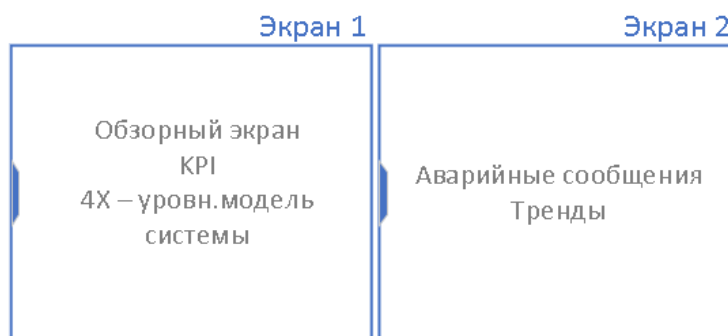 Экран 1
Экран 2
Обзорный экран
KPI
4X – уровн.модель
системы
Аварийные сообщения
Тренды